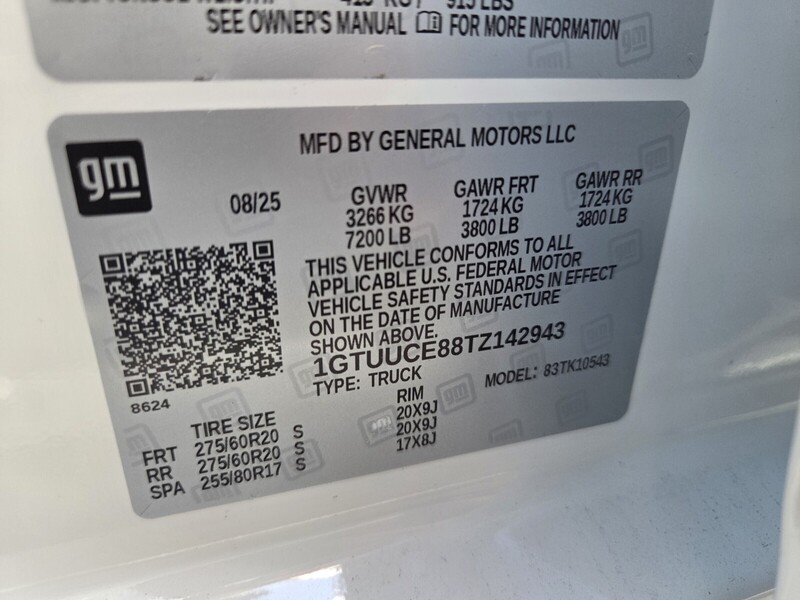 SEE OWNER'S MANUAL FOR MORE INFORMATION
gm
MFD BY GENERAL MOTORS LLC
08/25
GVWR GAWR FRT GAWR RR
3266 KG 1724 KG 1724 KG
7200 LB 3800 LB 3800 LB
THIS VEHICLE CONFORMS TO ALL
APPLICABLE U.S. FEDERAL MOTOR
VEHICLE SAFETY STANDARDS IN EFFECT
ON THE DATE OF MANUFACTURE
SHOWN ABOVE.
1GTUUCE88TZ142943
TYPE: TRUCK MODEL: 83TK10543
8624
TIRE SIZE RIM
FRT 275/60R20 S 20X9J
RR 275/60R20 S 20X9J
SPA 255/80R17 S 17X8J